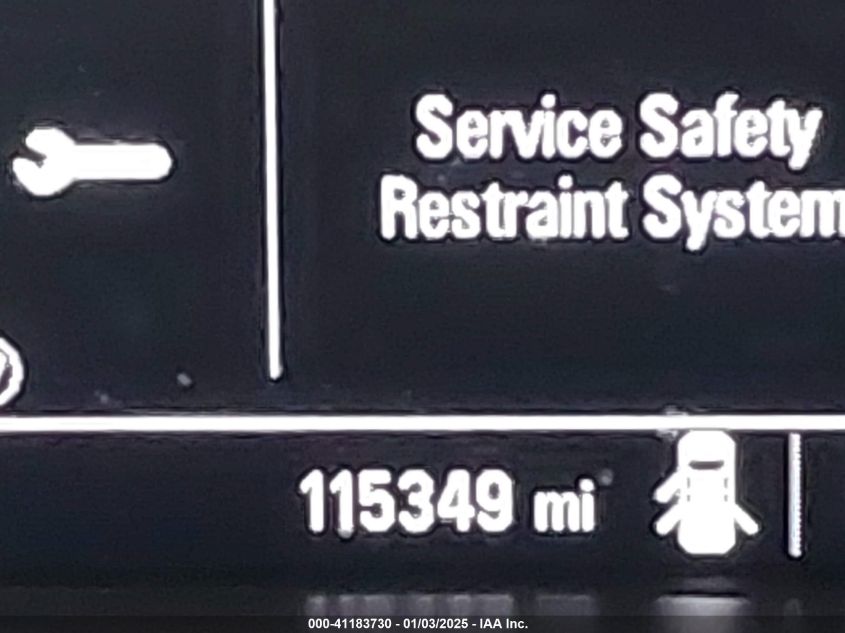 Service Safety
Restraint System
115349 mi
000-41183730 - 01/03/2025 - IAA Inc.